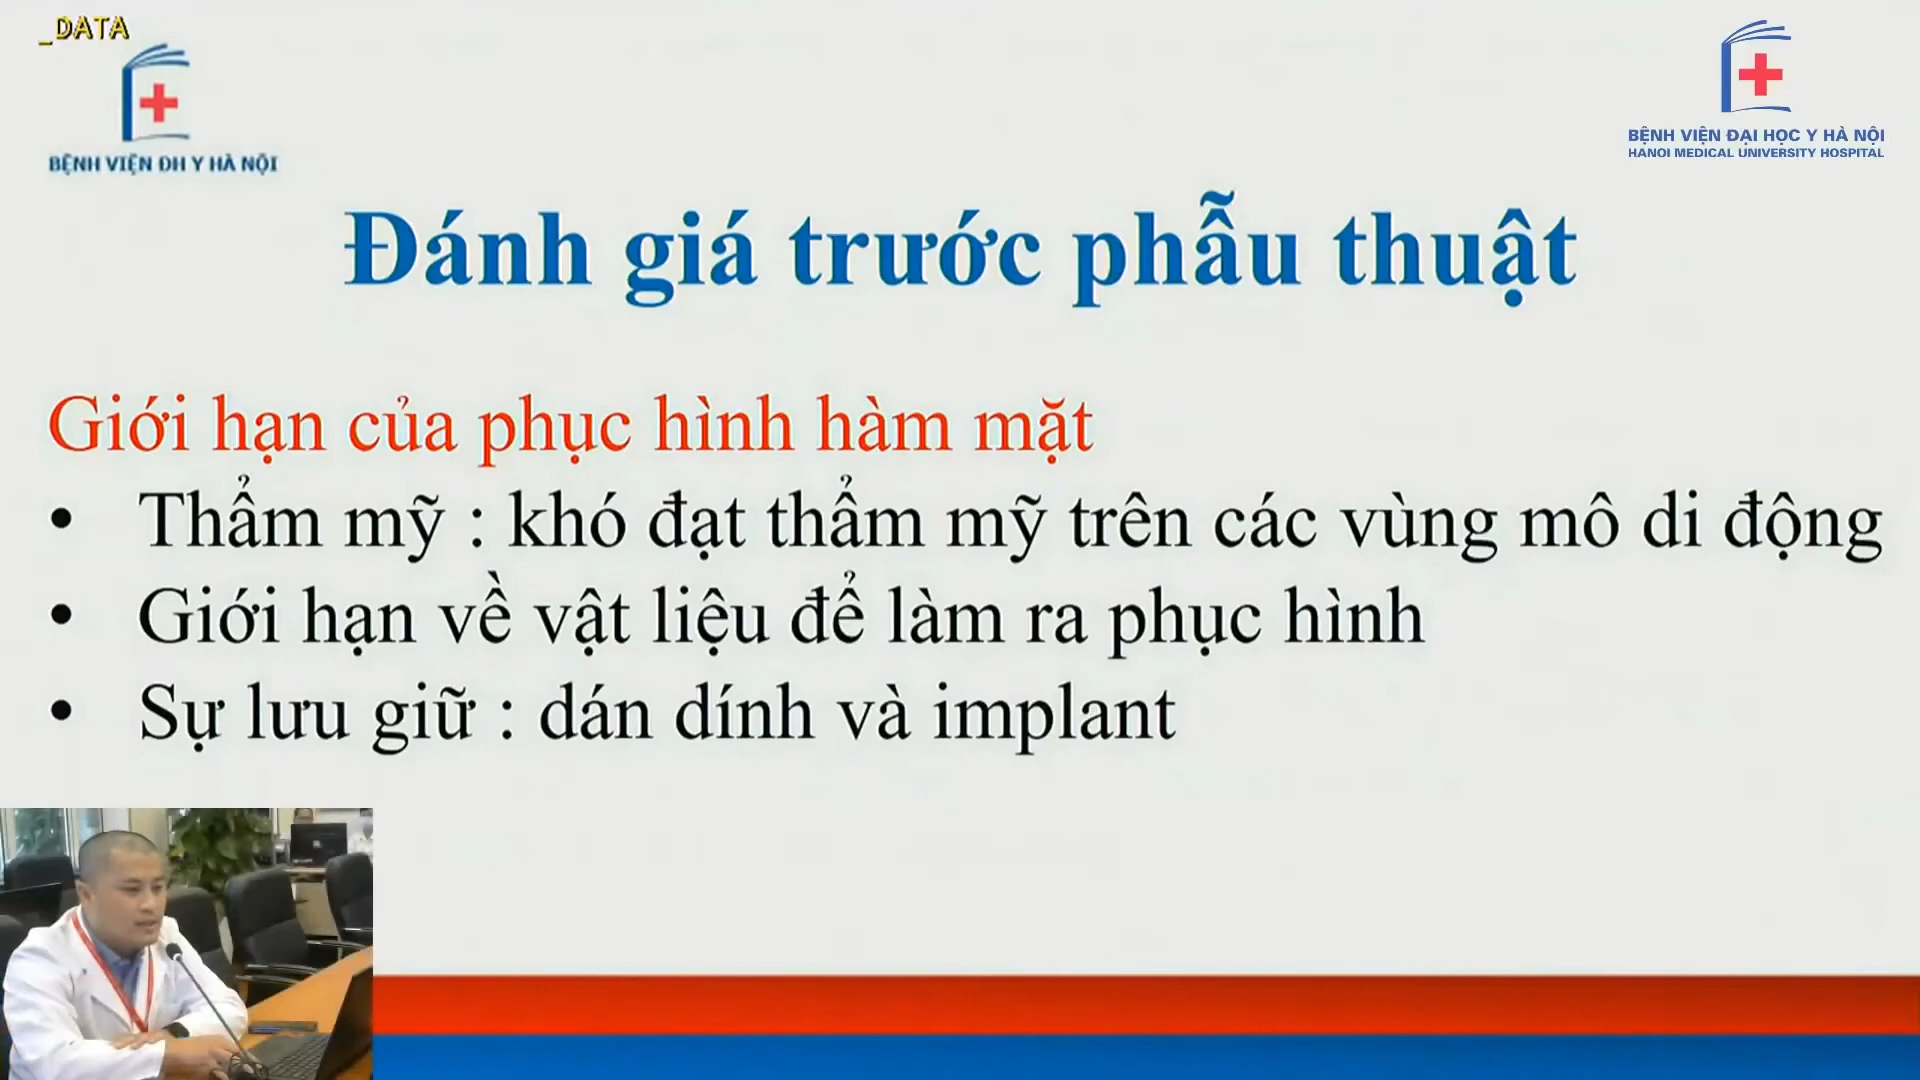 _DATA
BỆNH VIỆN ĐH Y HÀ NỘI
BỆNH VIỆN ĐẠI HỌC Y HÀ NỘI
HANOI MEDICAL UNIVERSITY HOSPITAL
Đánh giá trước phẫu thuật
Giới hạn của phục hình hàm mặt
• Thẩm mỹ : khó đạt thẩm mỹ trên các vùng mô di động
• Giới hạn về vật liệu để làm ra phục hình
• Sự lưu giữ : dán dính và implant